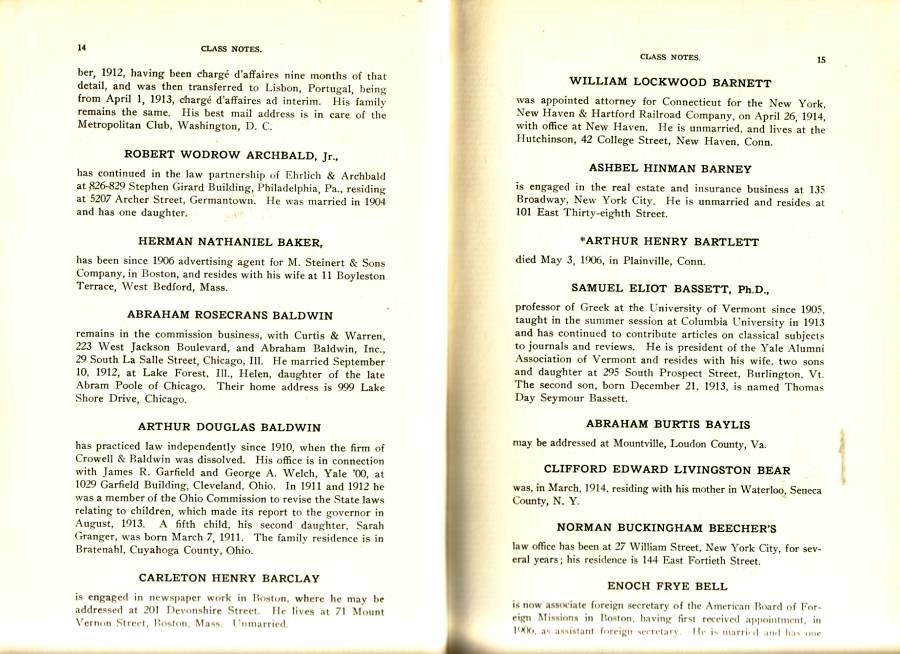 14
CLASS NOTES.
ber, 1912, having been chargé d'affaires nine months of that
detail, and was then transferred to Lisbon, Portugal, being
from April 1, 1913, chargé d'affaires ad interim. His family
remains the same. His best mail address is in care of the
Metropolitan Club, Washington, D. C.
ROBERT WODROW ARCHBALD, Jr.,
has continued in the law partnership of Ehrlich & Archbald
at 826-829 Stephen Girard Building, Philadelphia, Pa., residing
at 5207 Archer Street, Germantown. He was married in 1904
and has one daughter.
HERMAN NATHANIEL BAKER,
has been since 1906 advertising agent for M. Steinert & Sons
Company, in Boston, and resides with his wife at 11 Boyleston
Terrace, West Bedford, Mass.
ABRAHAM ROSECRANS BALDWIN
remains in the commission business, with Curtis & Warren,
223 West Jackson Boulevard, and Abraham Baldwin, Inc.,
29 South La Salle Street, Chicago, Ill. He married September
10, 1912, at Lake Forest, Ill., Helen, daughter of the late
Abram Poole of Chicago. Their home address is 999 Lake
Shore Drive, Chicago.
ARTHUR DOUGLAS BALDWIN
has practiced law independently since 1910, when the firm of
Crowell & Baldwin was dissolved. His office is in connection
with James R. Garfield and George A. Welch, Yale '00, at
1029 Garfield Building, Cleveland, Ohio. In 1911 and 1912 he
was a member of the Ohio Commission to revise the State laws
relating to children, which made its report to the governor in
August, 1913. A fifth child, his second daughter, Sarah
Granger, was born March 7, 1911. The family residence is in
Bratenahl, Cuyahoga County, Ohio.
CARLETON HENRY BARCLAY
is engaged in newspaper work in Boston, where he may be
addressed at 201 Devonshire Street. He lives at 71 Mount
Vernon Street, Boston, Mass. Unmarried.
CLASS NOTES.
15
WILLIAM LOCKWOOD BARNETT
was appointed attorney for Connecticut for the New York,
New Haven & Hartford Railroad Company, on April 26, 1914,
with office at New Haven. He is unmarried, and lives at the
Hutchinson, 42 College Street, New Haven, Conn.
ASHBEL HINMAN BARNEY
is engaged in the real estate and insurance business at 135
Broadway, New York City. He is unmarried and resides at
101 East Thirty-eighth Street.
*ARTHUR HENRY BARTLETT
died May 3, 1906, in Plainville, Conn.
SAMUEL ELIOT BASSETT, Ph.D.,
professor of Greek at the University of Vermont since 1905,
taught in the summer session at Columbia University in 1913
and has continued to contribute articles on classical subjects
to journals and reviews. He is president of the Yale Alumni
Association of Vermont and resides with his wife, two sons
and daughter at 295 South Prospect Street, Burlington, Vt.
The second son, born December 21, 1913, is named Thomas
Day Seymour Bassett.
ABRAHAM BURTIS BAYLIS
may be addressed at Mountville, Loudon County, Va.
CLIFFORD EDWARD LIVINGSTON BEAR
was, in March, 1914, residing with his mother in Waterloo, Seneca
County, N. Y.
NORMAN BUCKINGHAM BEECHER'S
law office has been at 27 William Street, New York City, for sev-
eral years; his residence is 144 East Fortieth Street.
ENOCH FRYE BELL
is now associate foreign secretary of the American Board of For-
eign Missions in Boston, having first received appointment, in
1906, as assistant foreign secretary. He is married and has one